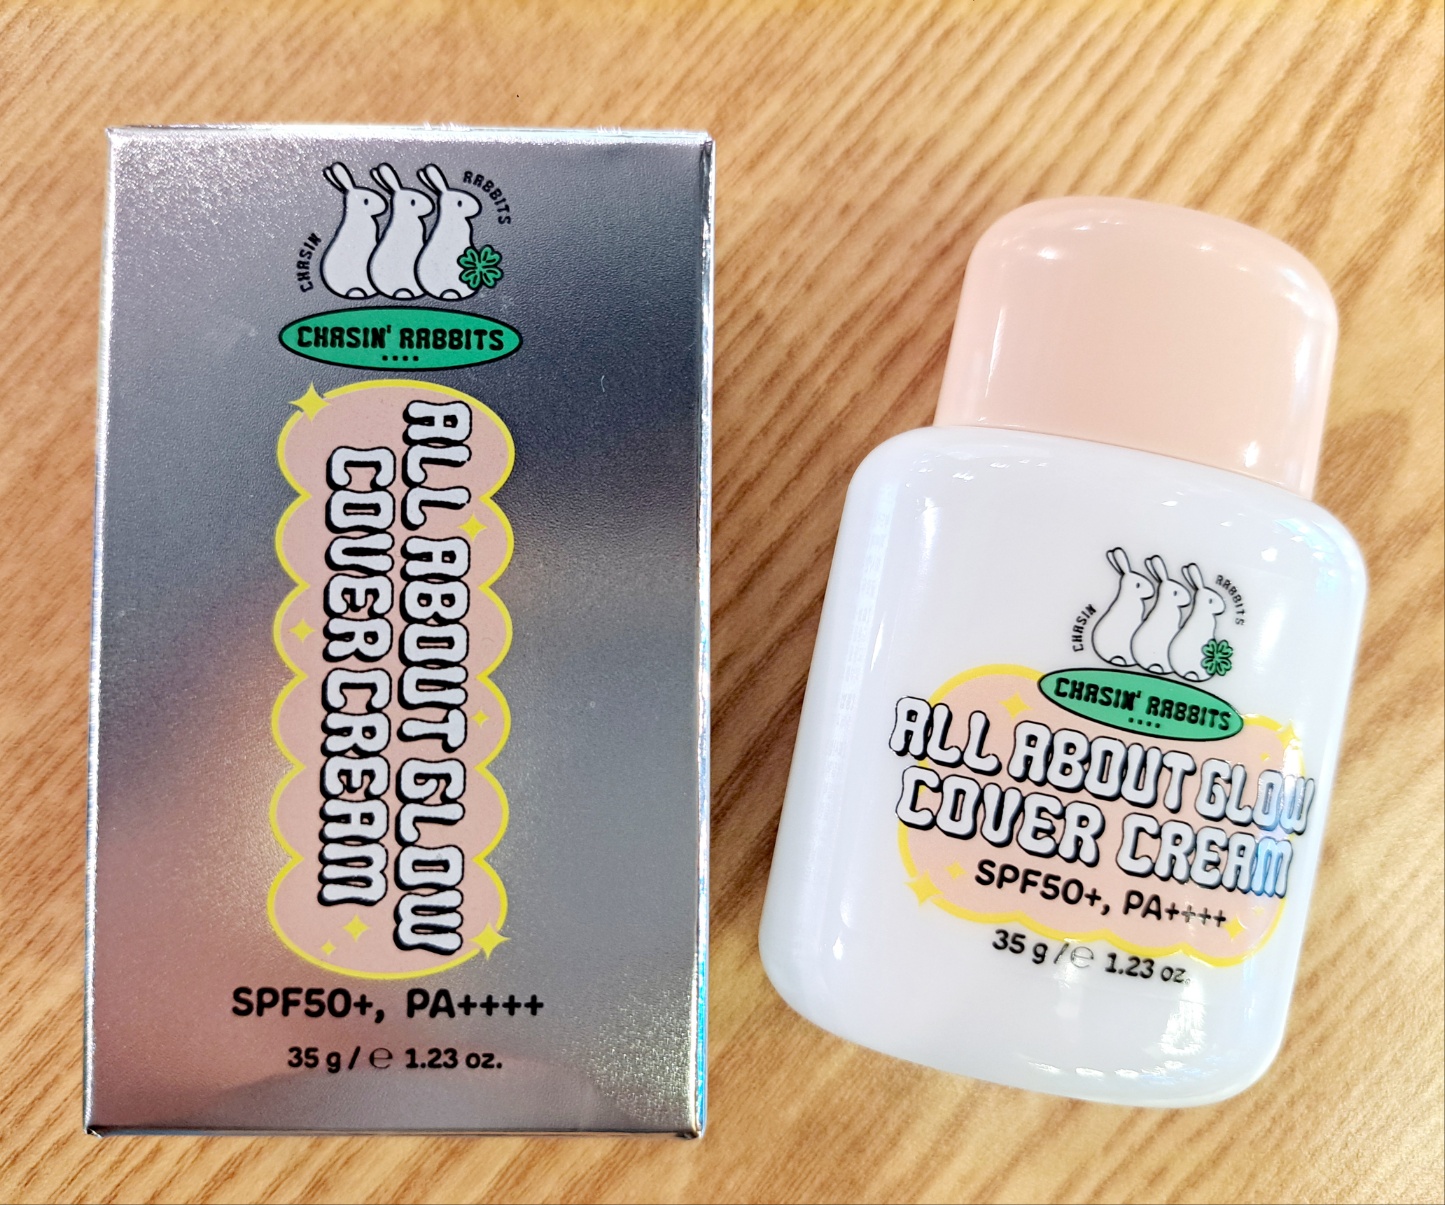 CHASIN RABBITS
CHASIN' RABBITS
ALL ABOUT GLOW
COVER CREAM
SPF50+, PA++++
35 g / ℮ 1.23 oz.
CHASIN RABBITS
CHASIN' RABBITS
ALL ABOUT GLOW
COVER CREAM
SPF50+, PA++++
35 g / ℮ 1.23 oz.